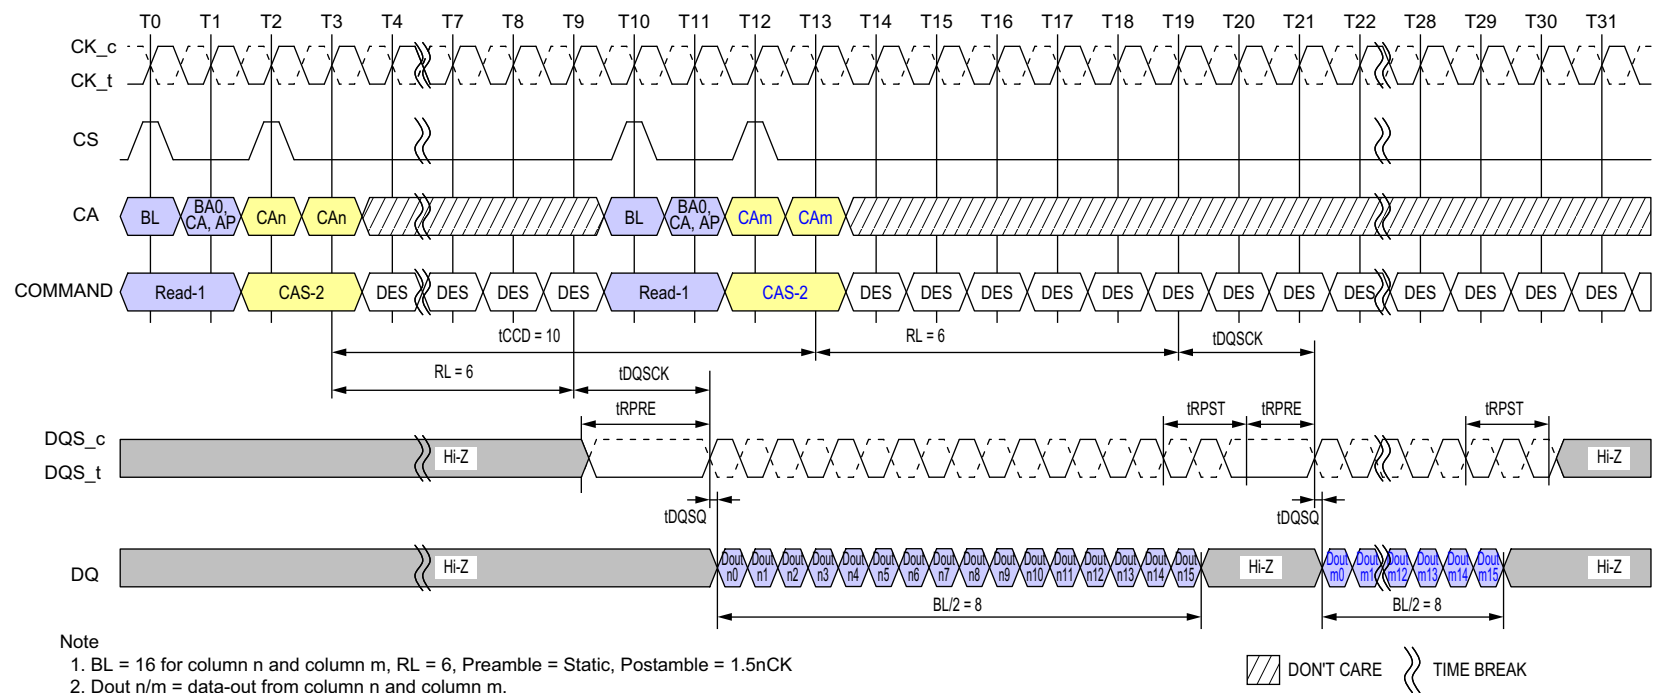 T0 T1 T2 T3 T4 T7 T8 T9 T10 T11 T12 T13 T14 T15 T16 T17 T18 T19 T20 T21 T22 T28 T29 T30 T31
CK_c
CK_t
CS
CA BL BA0, CA, AP CAn CAn BL BA0, CA, AP CAm CAm
COMMAND Read-1 CAS-2 DES DES DES DES Read-1 CAS-2 DES DES DES DES DES DES DES DES DES DES DES DES DES
tCCD = 10 RL = 6 tDQSCK
RL = 6 tDQSCK
tRPRE tRPST tRPRE tRPST
DQS_c
DQS_t
Hi-Z Hi-Z
tDQSQ tDQSQ
DQ Hi-Z Dout n0 Dout n1 Dout n2 Dout n3 Dout n4 Dout n5 Dout n6 Dout n7 Dout n8 Dout n9 Dout n10 Dout n11 Dout n12 Dout n13 Dout n14 Dout n15 Hi-Z Dout m0 Dout m1 Dout m12 Dout m13 Dout m14 Dout m15 Hi-Z
BL/2 = 8 BL/2 = 8
Note
1. BL = 16 for column n and column m, RL = 6, Preamble = Static, Postamble = 1.5nCK
2. Dout n/m = data-out from column n and column m.
DON'T CARE TIME BREAK